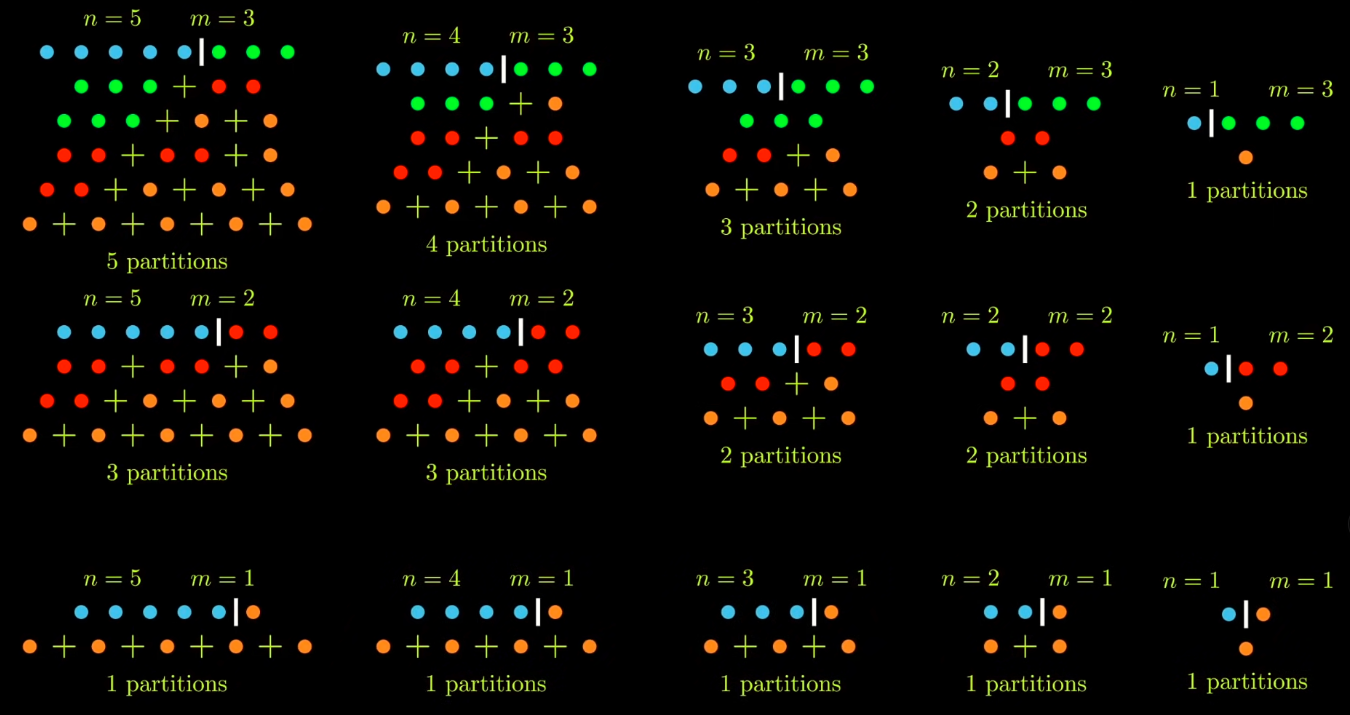 n = 5 m = 3
n = 4 m = 3
n = 3 m = 3
n = 2 m = 3
n = 1 m = 3
5 partitions
4 partitions
3 partitions
2 partitions
1 partitions
n = 5 m = 2
n = 4 m = 2
n = 3 m = 2
n = 2 m = 2
n = 1 m = 2
3 partitions
3 partitions
2 partitions
2 partitions
1 partitions
n = 5 m = 1
n = 4 m = 1
n = 3 m = 1
n = 2 m = 1
n = 1 m = 1
1 partitions
1 partitions
1 partitions
1 partitions
1 partitions